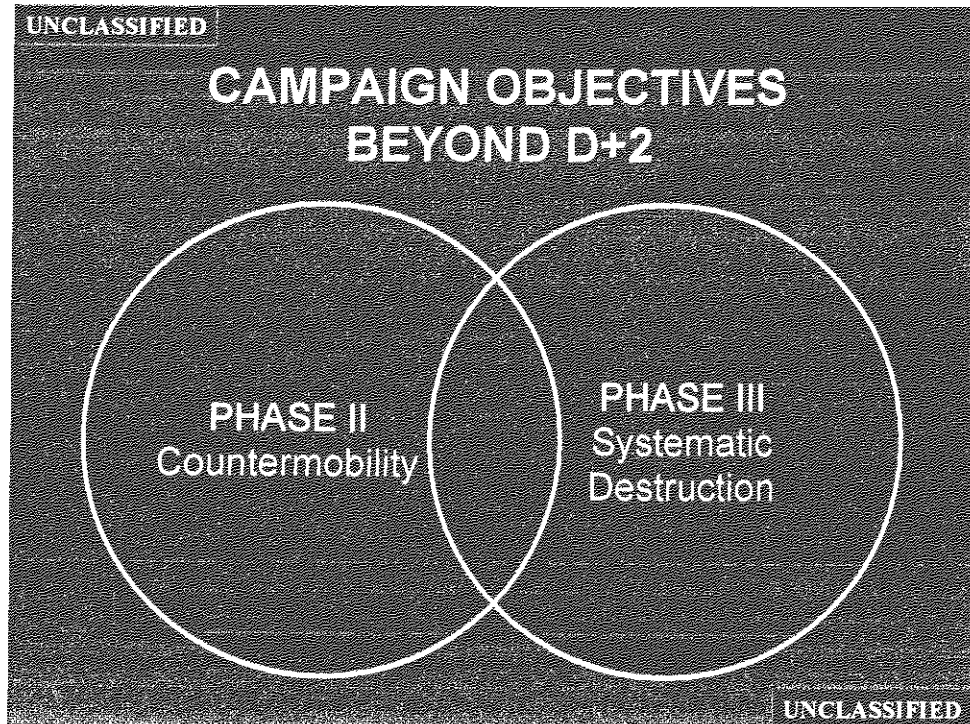 UNCLASSIFIED
CAMPAIGN OBJECTIVES
BEYOND D+2
PHASE II
Countermobility
PHASE III
Systematic
Destruction
UNCLASSIFIED